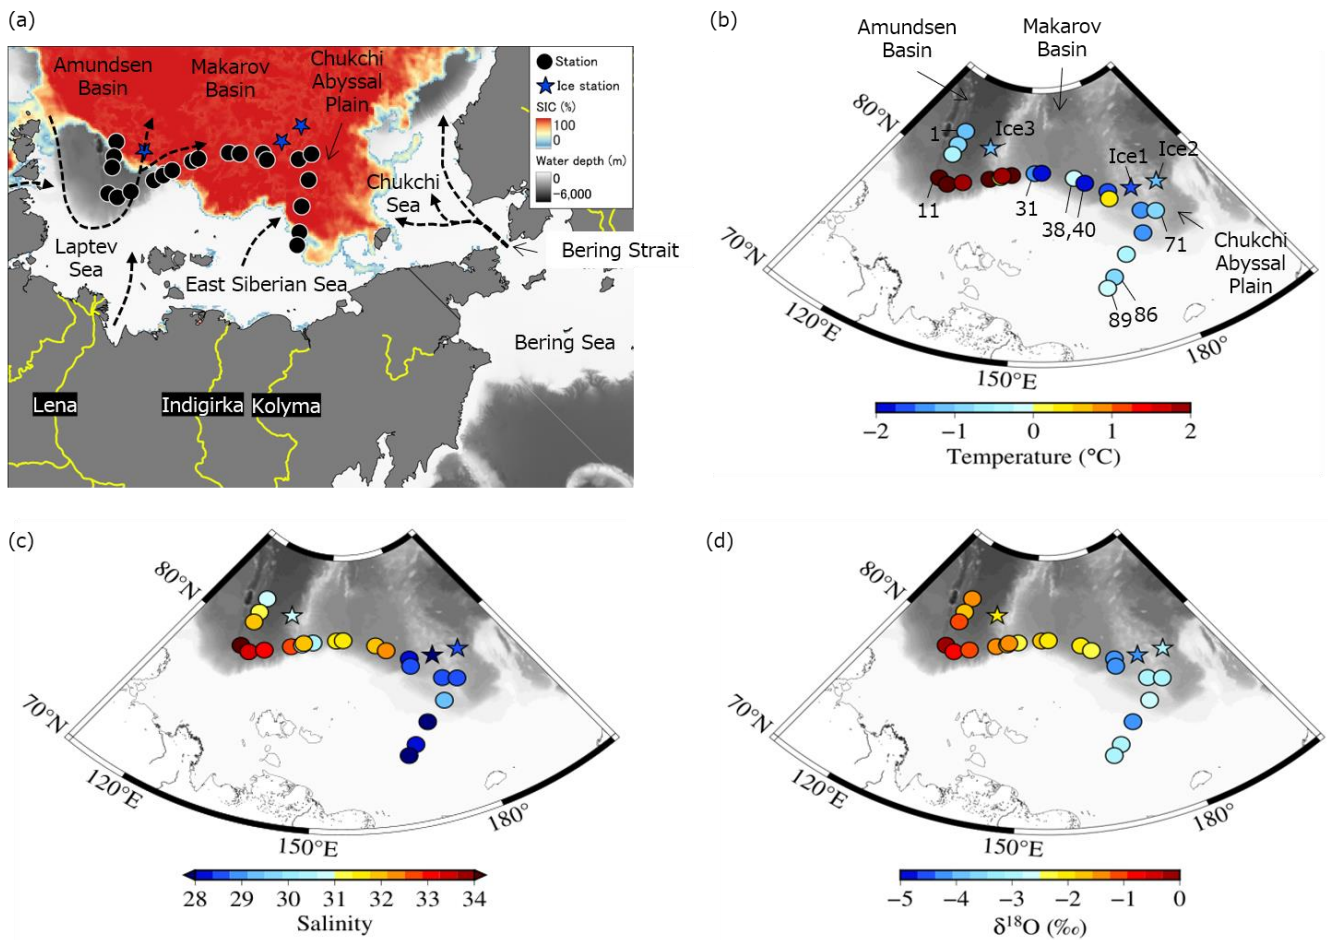 (a)
Amundsen
Basin
Makarov
Basin
Chukchi
Abyssal
Plain
Station
Ice station
SIC (%)
100
0
Water depth (m)
0
-6,000
Chukchi
Sea
Laptev
Sea
East Siberian Sea
Bering Strait
Bering Sea
Lena
Indigirka
Kolyma
(b)
Amundsen
Basin
Makarov
Basin
80°N
70°N
1
Ice3
Ice1
Ice2
11
31
38,40
71
Chukchi
Abyssal
Plain
89
86
120°E
150°E
180°
−2 −1 0 1 2
Temperature (°C)
(c)
80°N
70°N
120°E
150°E
180°
28 29 30 31 32 33 34
Salinity
(d)
80°N
70°N
120°E
150°E
180°
−5 −4 −3 −2 −1 0
δ¹⁸O (‰)